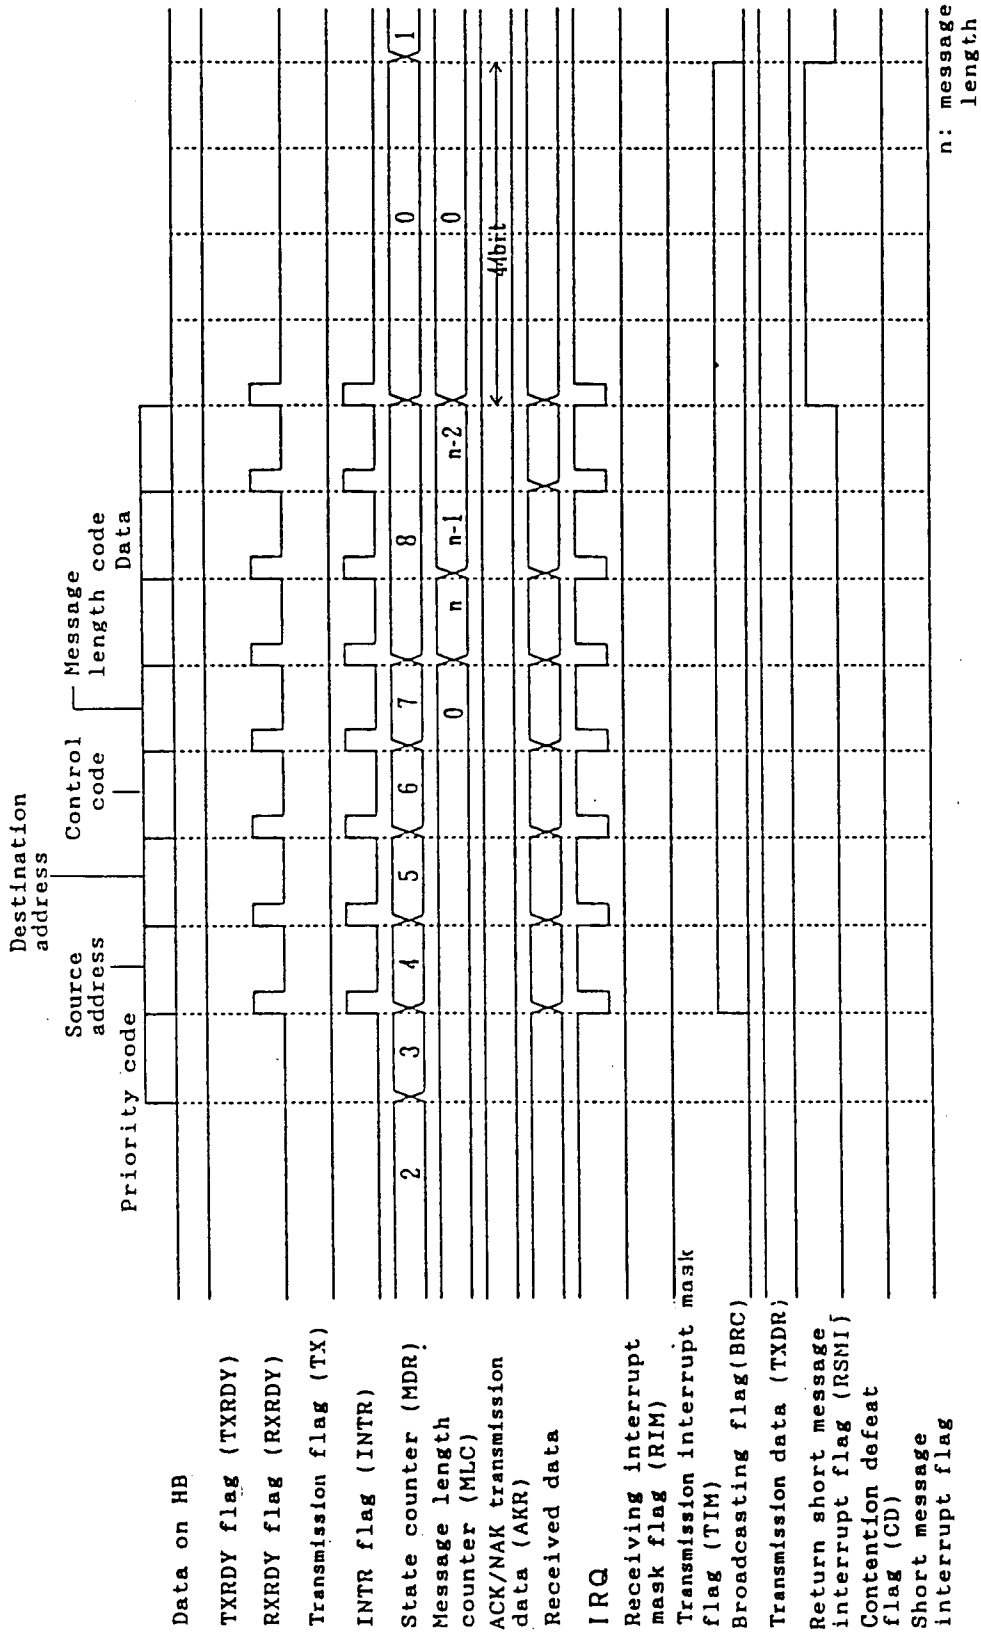 Destination
address
Source
address
Control
code
Message
length code
Data
Priority code
Data on HB
TXRDY flag (TXRDY)
RXRDY flag (RXRDY)
Transmission flag (TX)
INTR flag (INTR)
State counter (MDR)
2 3 4 5 6 7 8 0 1
Message length
counter (MLC)
0 n n-1 n-2 0
ACK/NAK transmission
data (AKR)
44bit
Received data
IRQ
Receiving interrupt
mask flag (RIM)
Transmission interrupt mask
flag (TIM)
Broadcasting flag(BRC)
Transmission data (TXDR)
Return short message
interrupt flag (RSMI)
Contention defeat
flag (CD)
Short message
interrupt flag
n: message
length